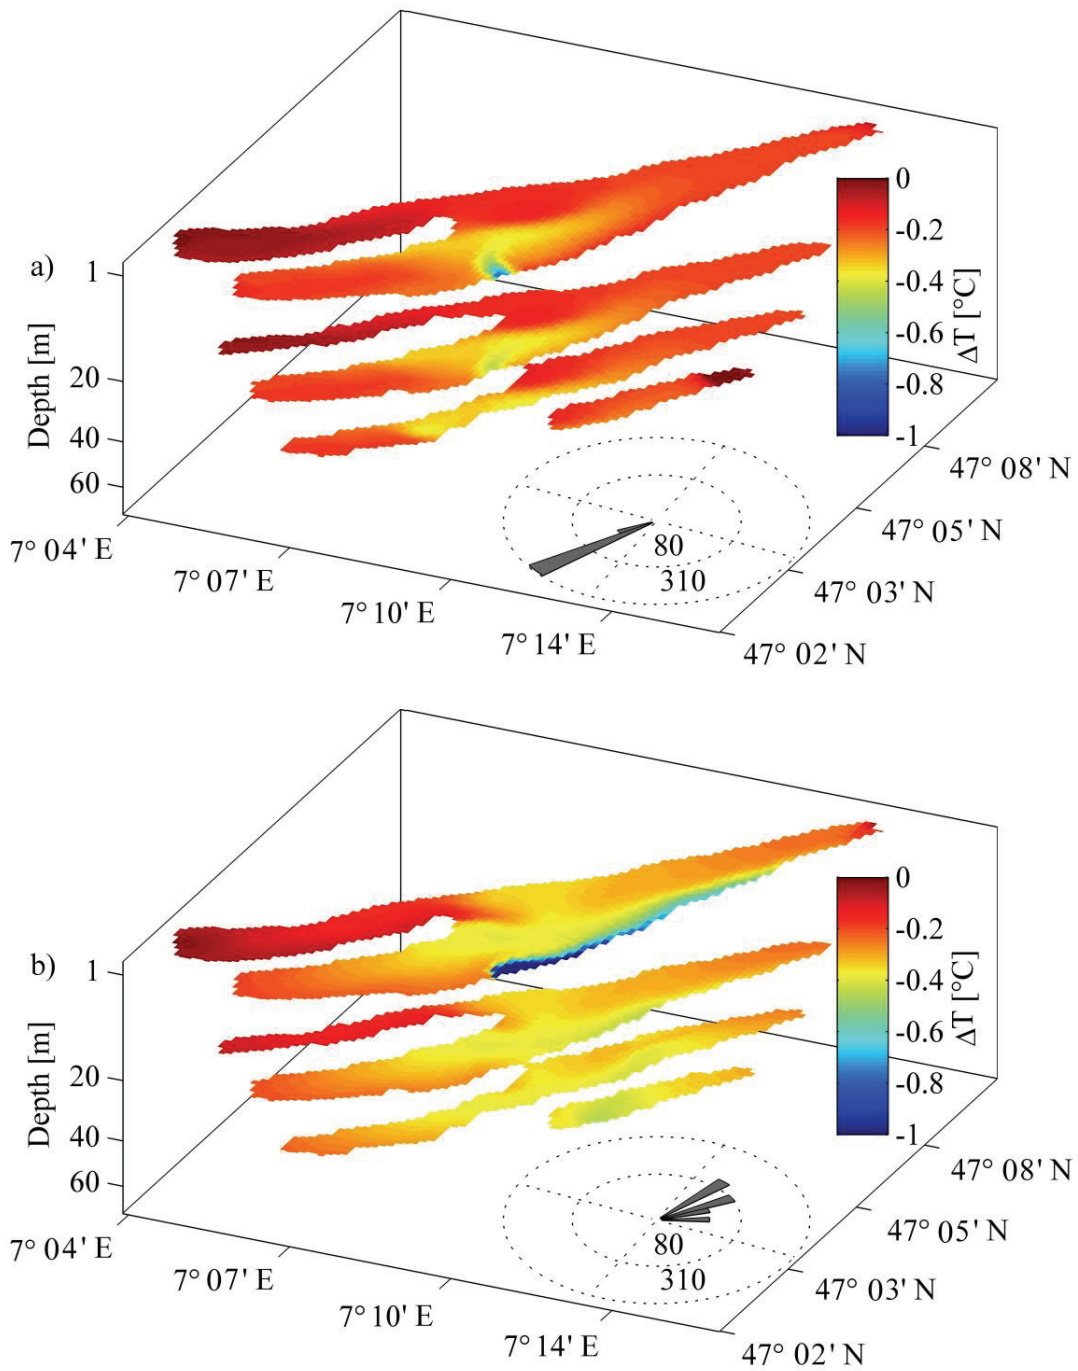 a)
1
20
40
60
Depth [m]
0
-0.2
-0.4
-0.6
-0.8
-1
ΔT [°C]
80
310
7° 04' E
7° 07' E
7° 10' E
7° 14' E
47° 08' N
47° 05' N
47° 03' N
47° 02' N
b)
1
20
40
60
Depth [m]
0
-0.2
-0.4
-0.6
-0.8
-1
ΔT [°C]
80
310
7° 04' E
7° 07' E
7° 10' E
7° 14' E
47° 08' N
47° 05' N
47° 03' N
47° 02' N